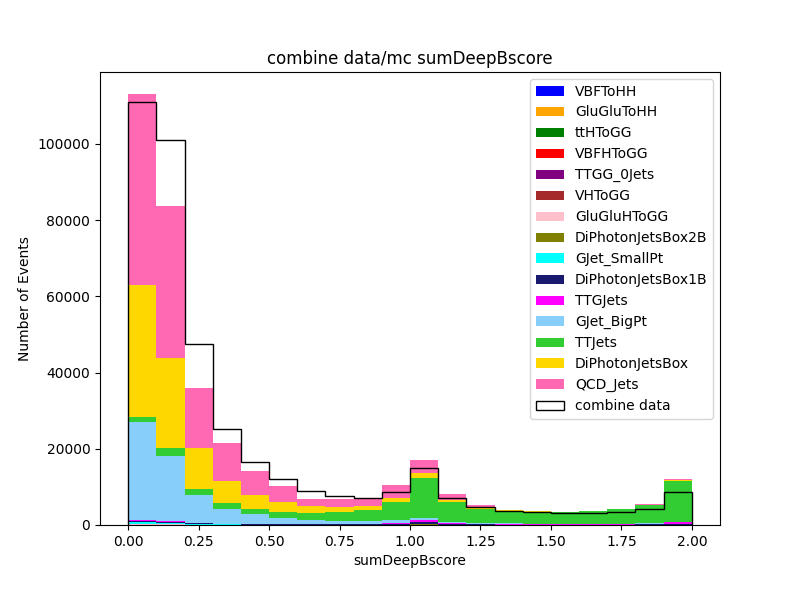 combine data/mc sumDeepBscore
Number of Events
100000
80000
60000
40000
20000
0
0.00 0.25 0.50 0.75 1.00 1.25 1.50 1.75 2.00
sumDeepBscore
VBFToHH
GluGluToHH
ttHToGG
VBFHToGG
TTGG_0Jets
VHToGG
GluGluHToGG
DiPhotonJetsBox2B
GJet_SmallPt
DiPhotonJetsBox1B
TTGJets
GJet_BigPt
TTJets
DiPhotonJetsBox
QCD_Jets
combine data